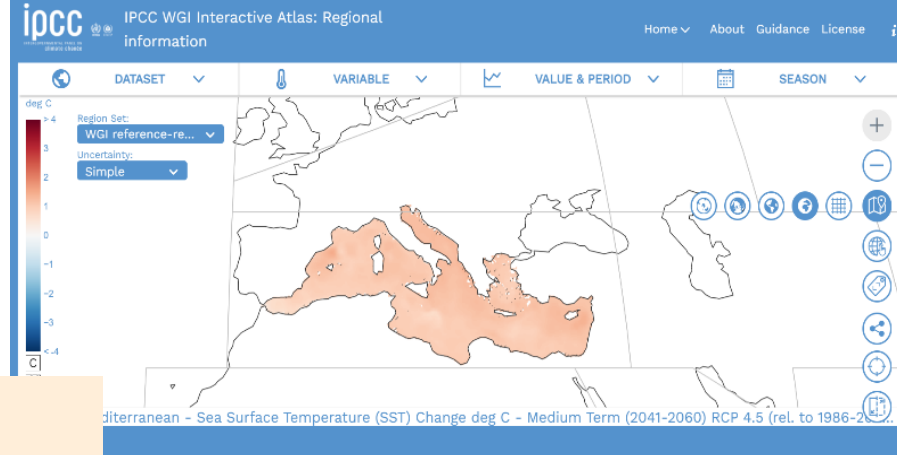 ipcc
IPCC WGI Interactive Atlas: Regional
information
Home About Guidance License i
DATASET VARIABLE VALUE & PERIOD SEASON
deg C
> 4
3
2
1
0
−1
−2
−3
< -4
C
Region Set:
WGI reference-re...
Uncertainty:
Simple
+
−
diterranean - Sea Surface Temperature (SST) Change deg C - Medium Term (2041-2060) RCP 4.5 (rel. to 1986-2